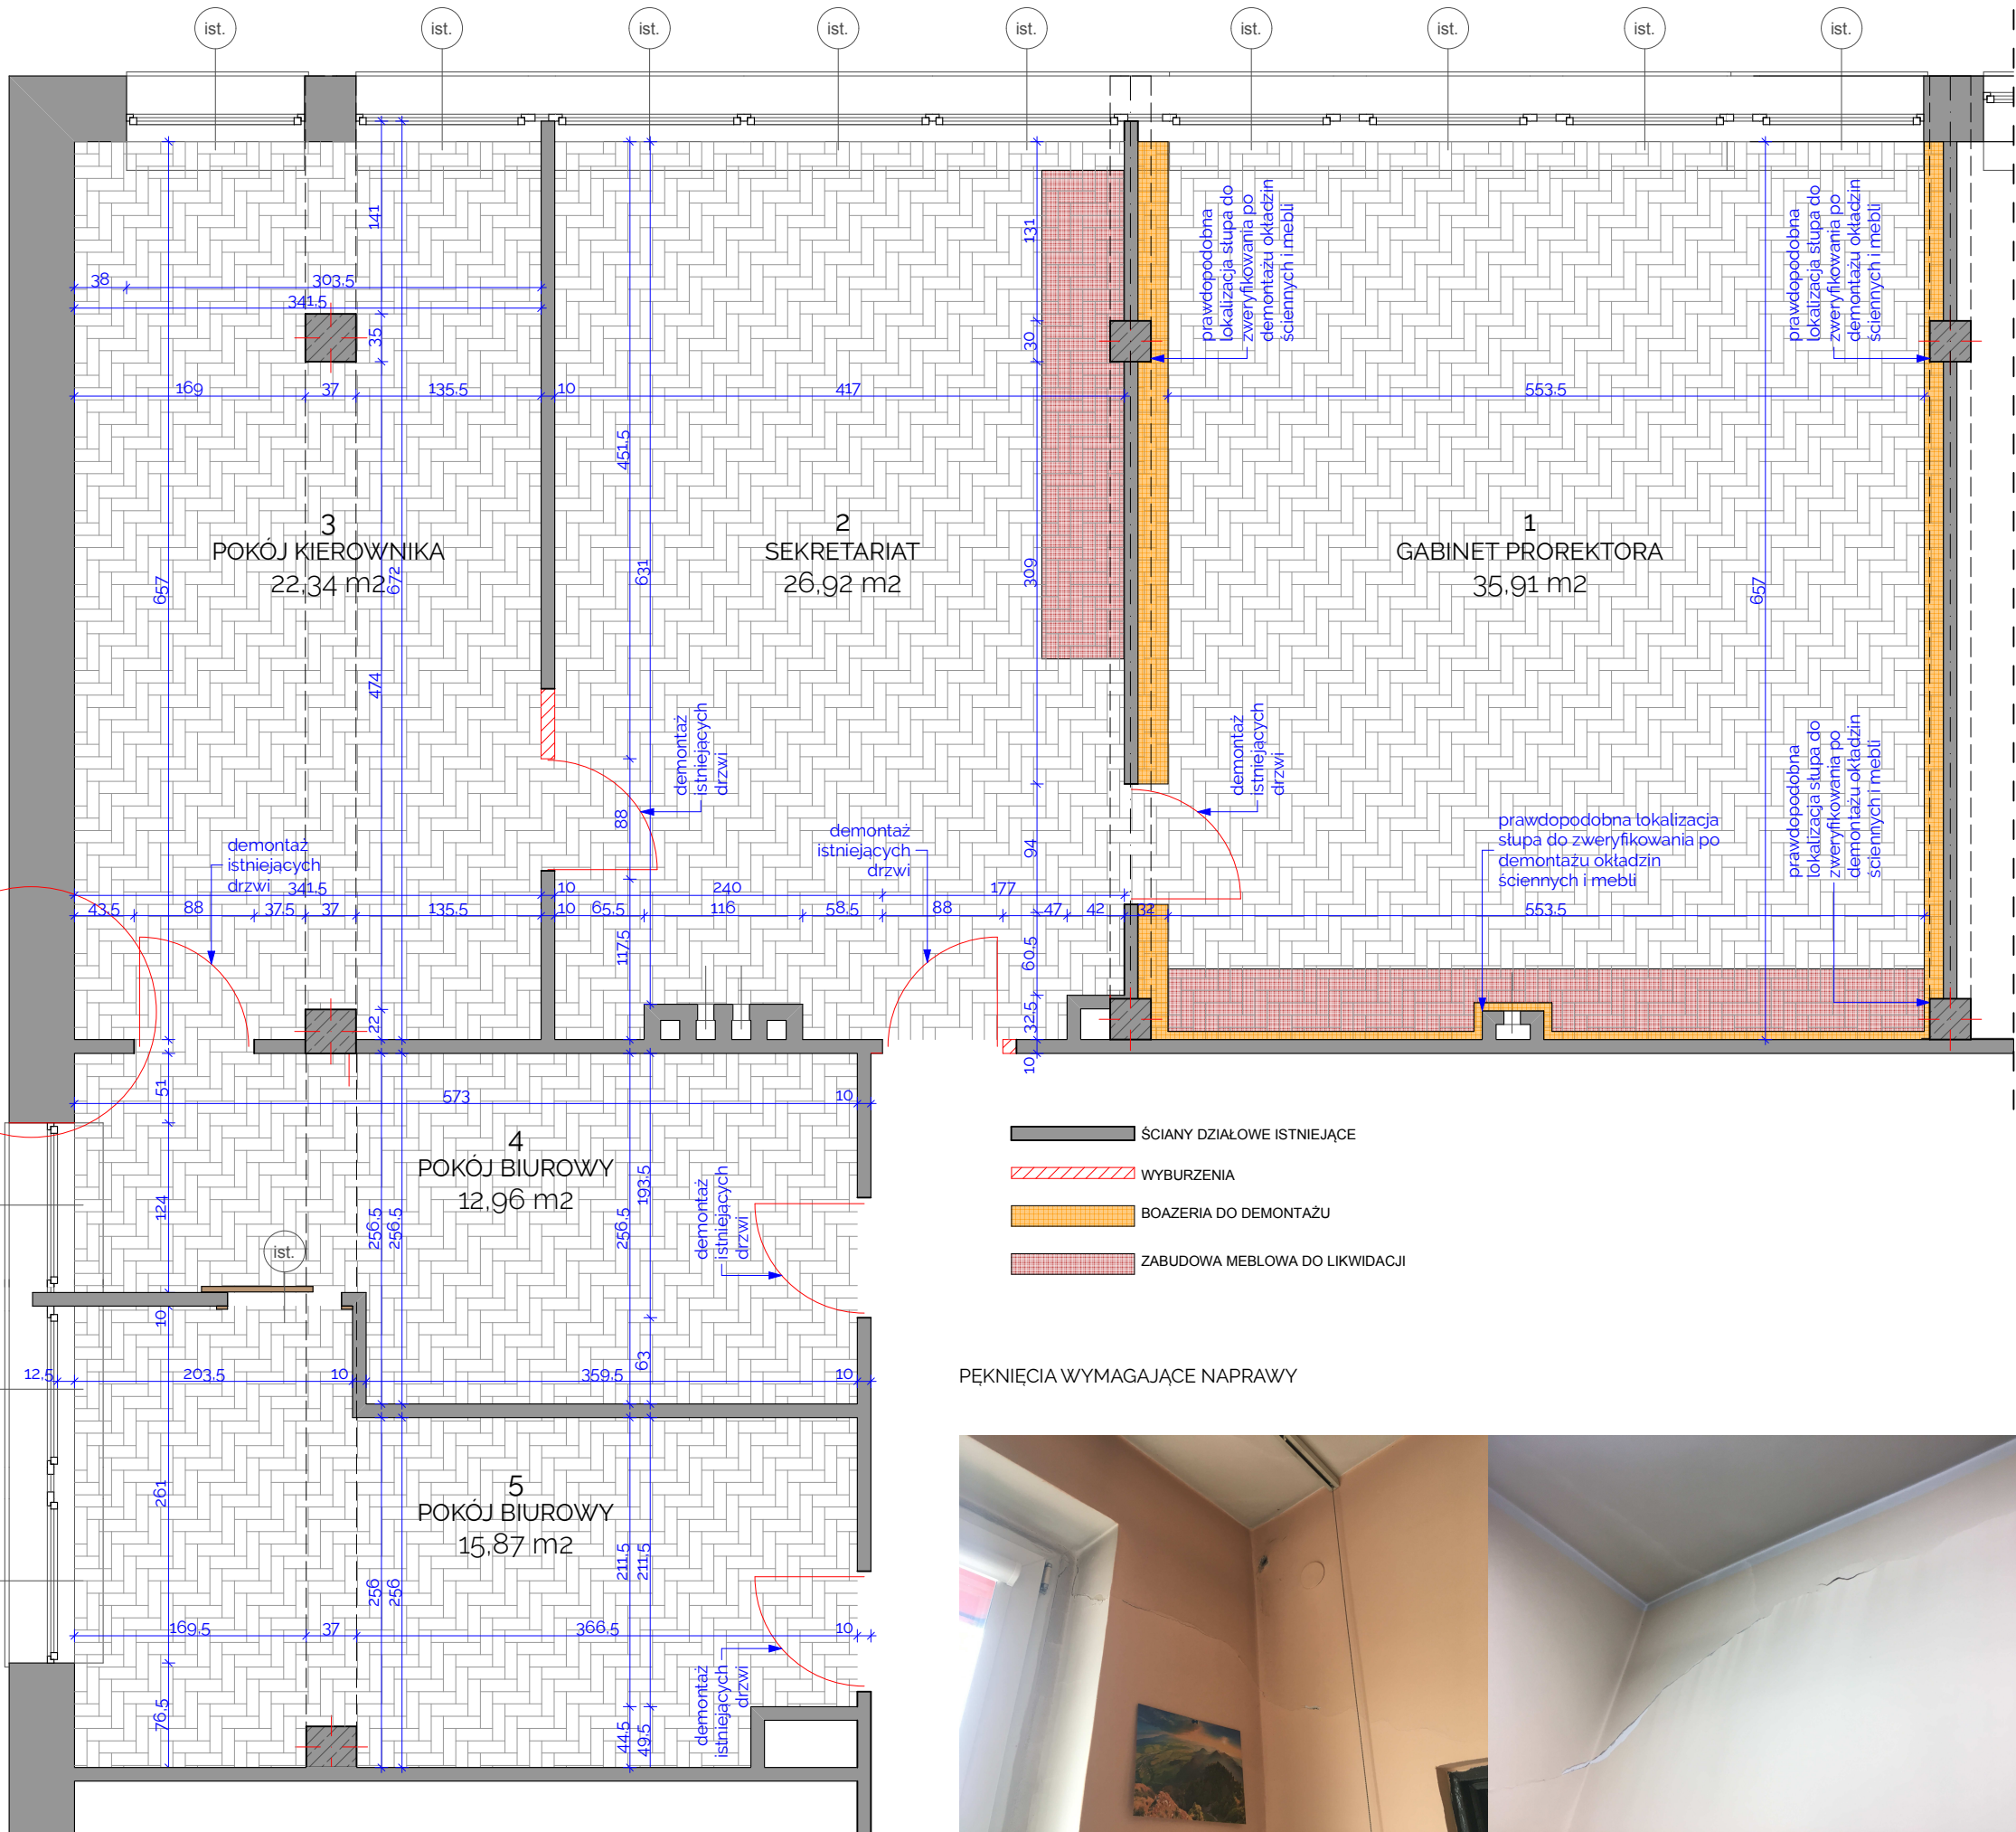 ist.
ist.
ist.
ist.
ist.
ist.
ist.
ist.
ist.
141
131
prawdopodobna
lokalizacja słupa do
zweryfikowania po
demontażu okładzin
ściennych i mebli
prawdopodobna
lokalizacja słupa do
zweryfikowania po
demontażu okładzin
ściennych i mebli
38
303,5
341,5
35
30
169
37
135,5
10
417
553,5
451,5
3
POKÓJ KIEROWNIKA
22,34 m2
657
672
631
2
SEKRETARIAT
26,92 m2
309
1
GABINET PROREKTORA
35,91 m2
657
474
demontaż
istniejących
drzwi
demontaż
istniejących
drzwi
prawdopodobna
lokalizacja słupa do
zweryfikowania po
demontażu okładzin
ściennych i mebli
88
94
demontaż
istniejących
drzwi
demontaż
istniejących
drzwi
prawdopodobna lokalizacja
słupa do zweryfikowania po
demontażu okładzin
ściennych i mebli
341,5
10
240
177
43,5
88
37,5
37
135,5
10
65,5
116
58,5
88
47
42
32
553,5
117,5
60,5
22
32,5
10
51
573
10
4
POKÓJ BIUROWY
12,96 m2
124
256,5
256,5
256,5
193,5
demontaż
istniejących
drzwi
ist.
ŚCIANY DZIAŁOWE ISTNIEJĄCE
WYBURZENIA
BOAZERIA DO DEMONTAŻU
ZABUDOWA MEBLOWA DO LIKWIDACJI
10
63
12,5
203,5
10
359,5
10
PĘKNIĘCIA WYMAGAJĄCE NAPRAWY
5
POKÓJ BIUROWY
15,87 m2
261
256
256
211,5
211,5
169,5
37
366,5
10
demontaż
istniejących
drzwi
76,5
44,5
49,5